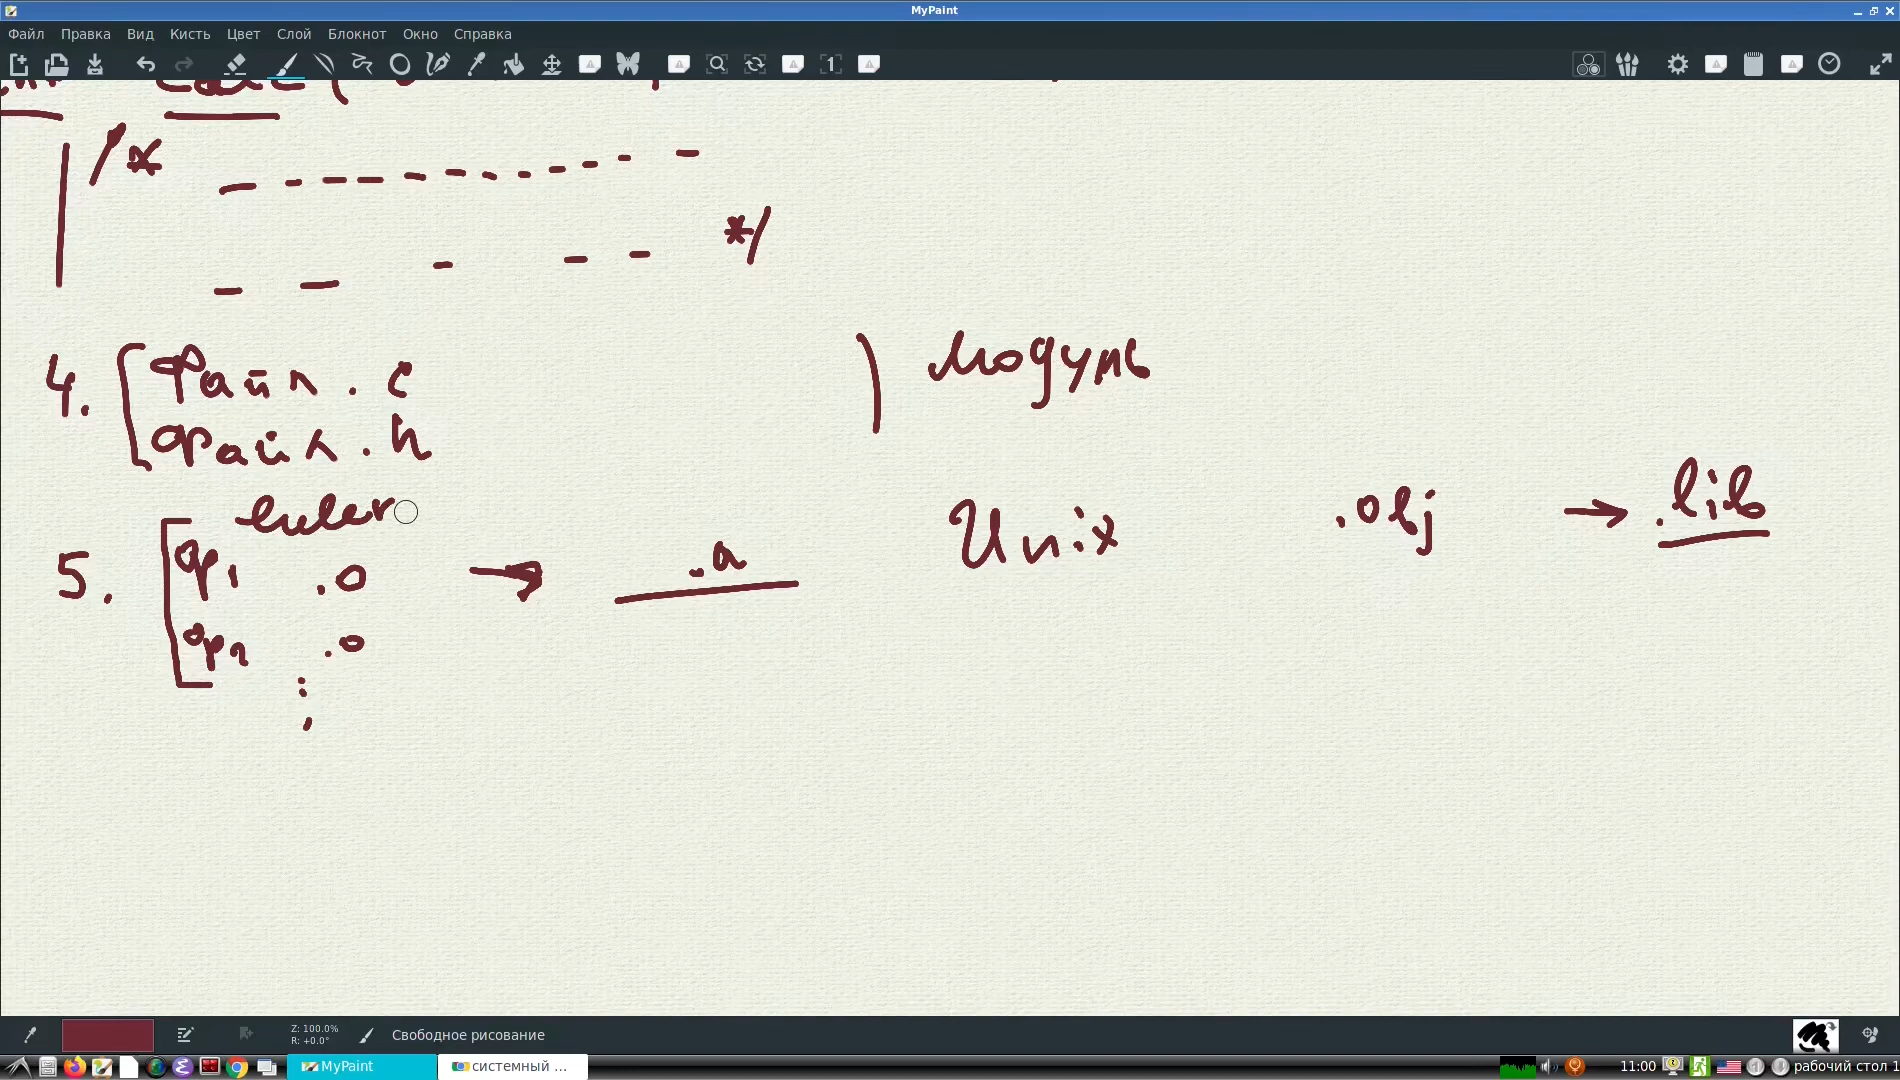 MyPaint
Файл Правка Вид Кисть Цвет Слой Блокнот Окно Справка
/*
*/
4. Файл . c
файл . h
модуль
euler
5. ф1 .o → .a
Unix .obj → .lib
ф2 .o
Z: 100.0%
R: +0.0°
Свободное рисование
MyPaint системный ... 11:00 рабочий стол 1